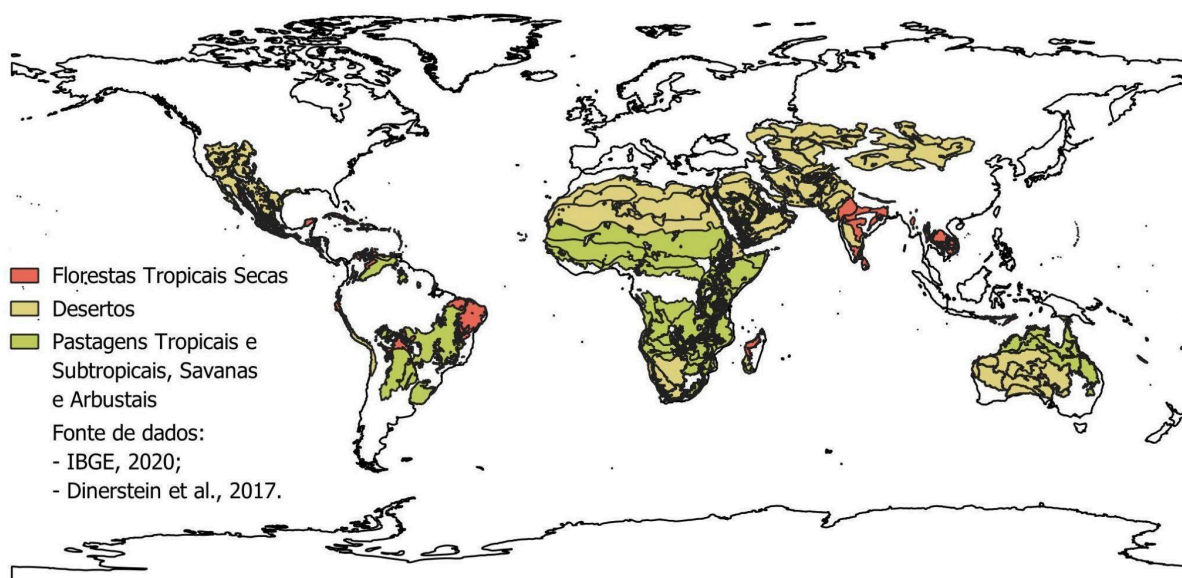 Florestas Tropicais Secas
Desertos
Pastagens Tropicais e
Subtropicais, Savanas
e Arbustais
Fonte de dados:
- IBGE, 2020;
- Dinerstein et al., 2017.